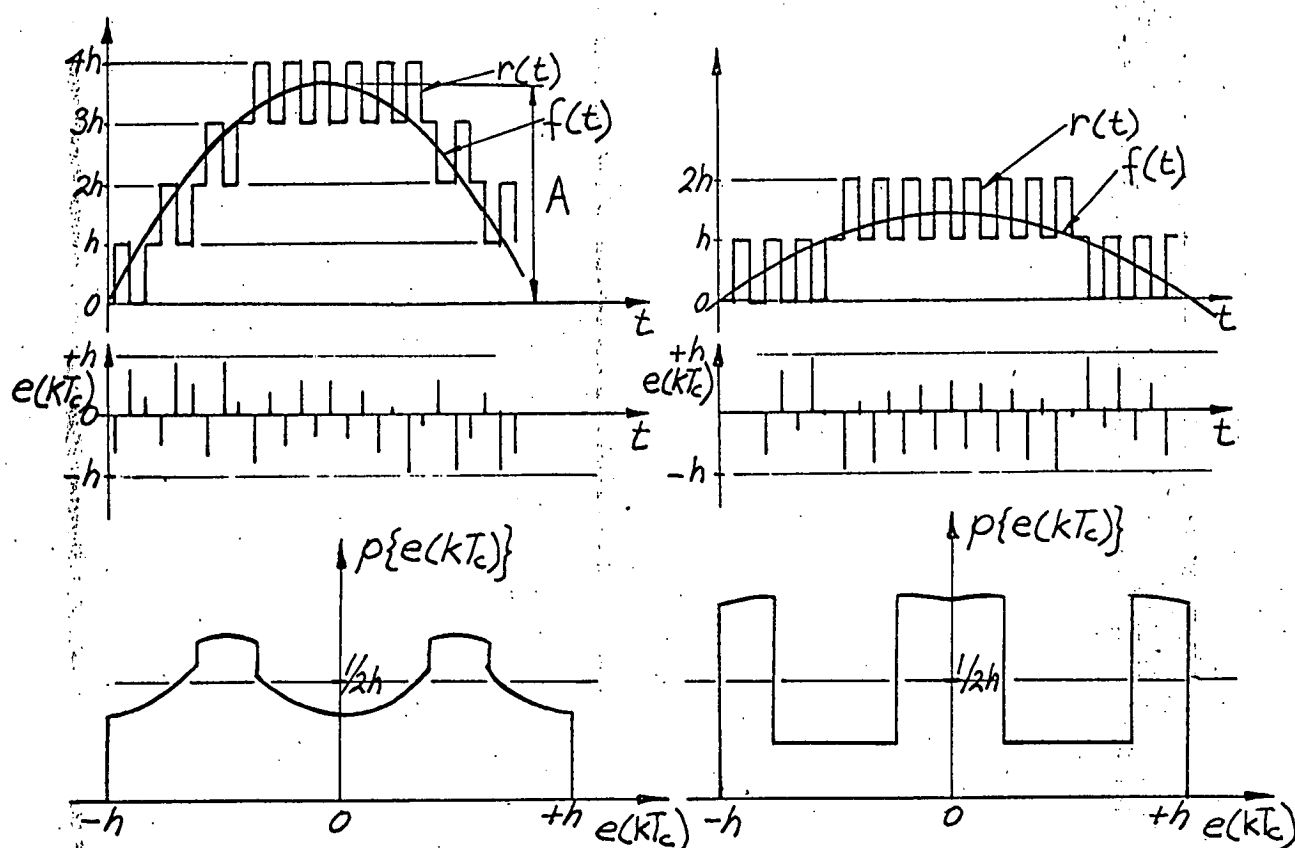 4h
r(t)
3h
f(t)
2h
A
h
0
t
+h
e(kTc)
0
t
-h
p{e(kTc)}
1/2h
-h
0
+h
e(kTc)
r(t)
2h
f(t)
h
0
t
+h
e(kTc)
t
-h
p{e(kTc)}
1/2h
-h
0
+h
e(kTc)